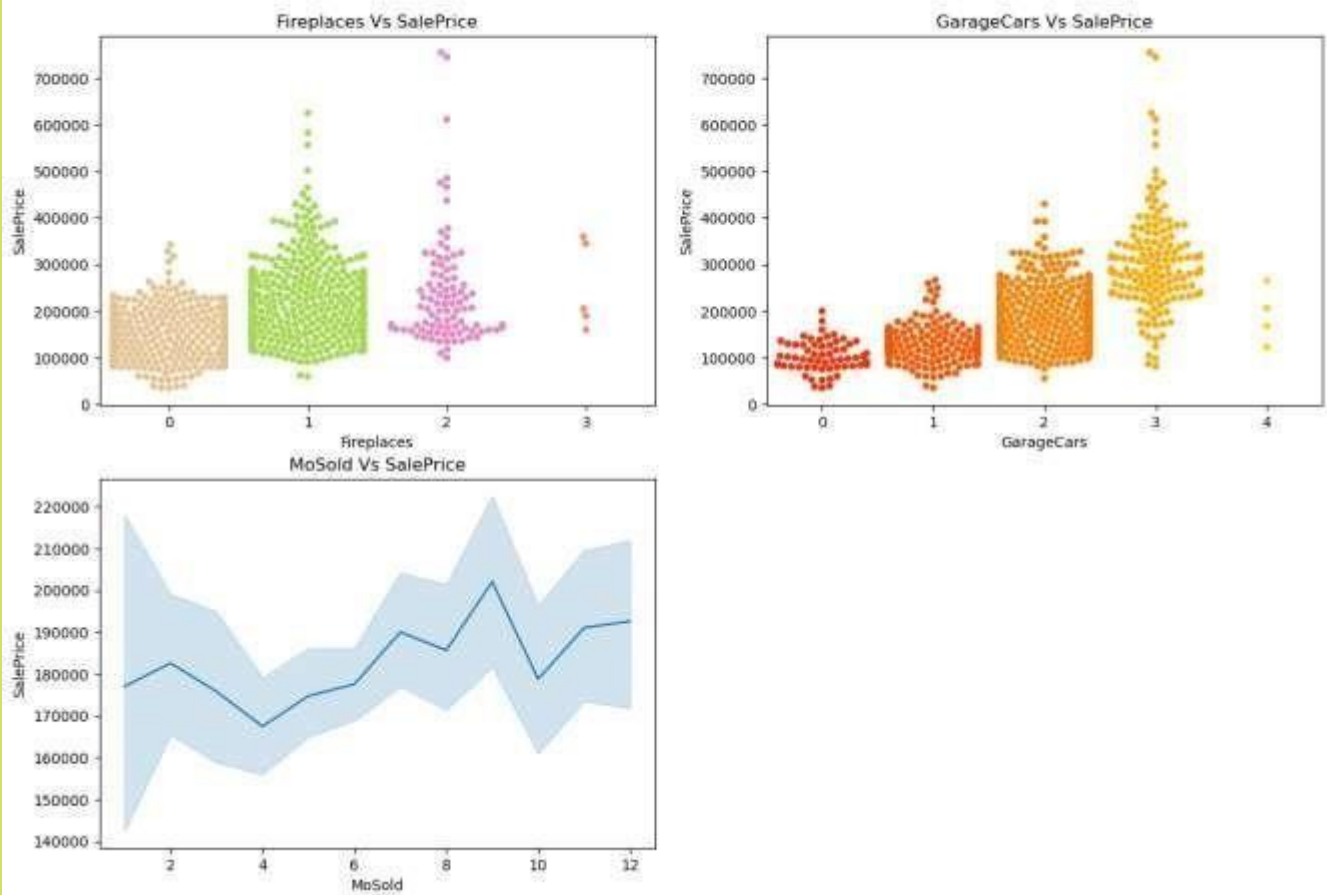 Fireplaces Vs SalePrice
700000
600000
500000
400000
300000
200000
100000
0
SalePrice
0 1 2 3
Fireplaces
GarageCars Vs SalePrice
700000
600000
500000
400000
300000
200000
100000
0
SalePrice
0 1 2 3 4
GarageCars
MoSold Vs SalePrice
220000
210000
200000
190000
180000
170000
160000
150000
140000
SalePrice
2 4 6 8 10 12
MoSold